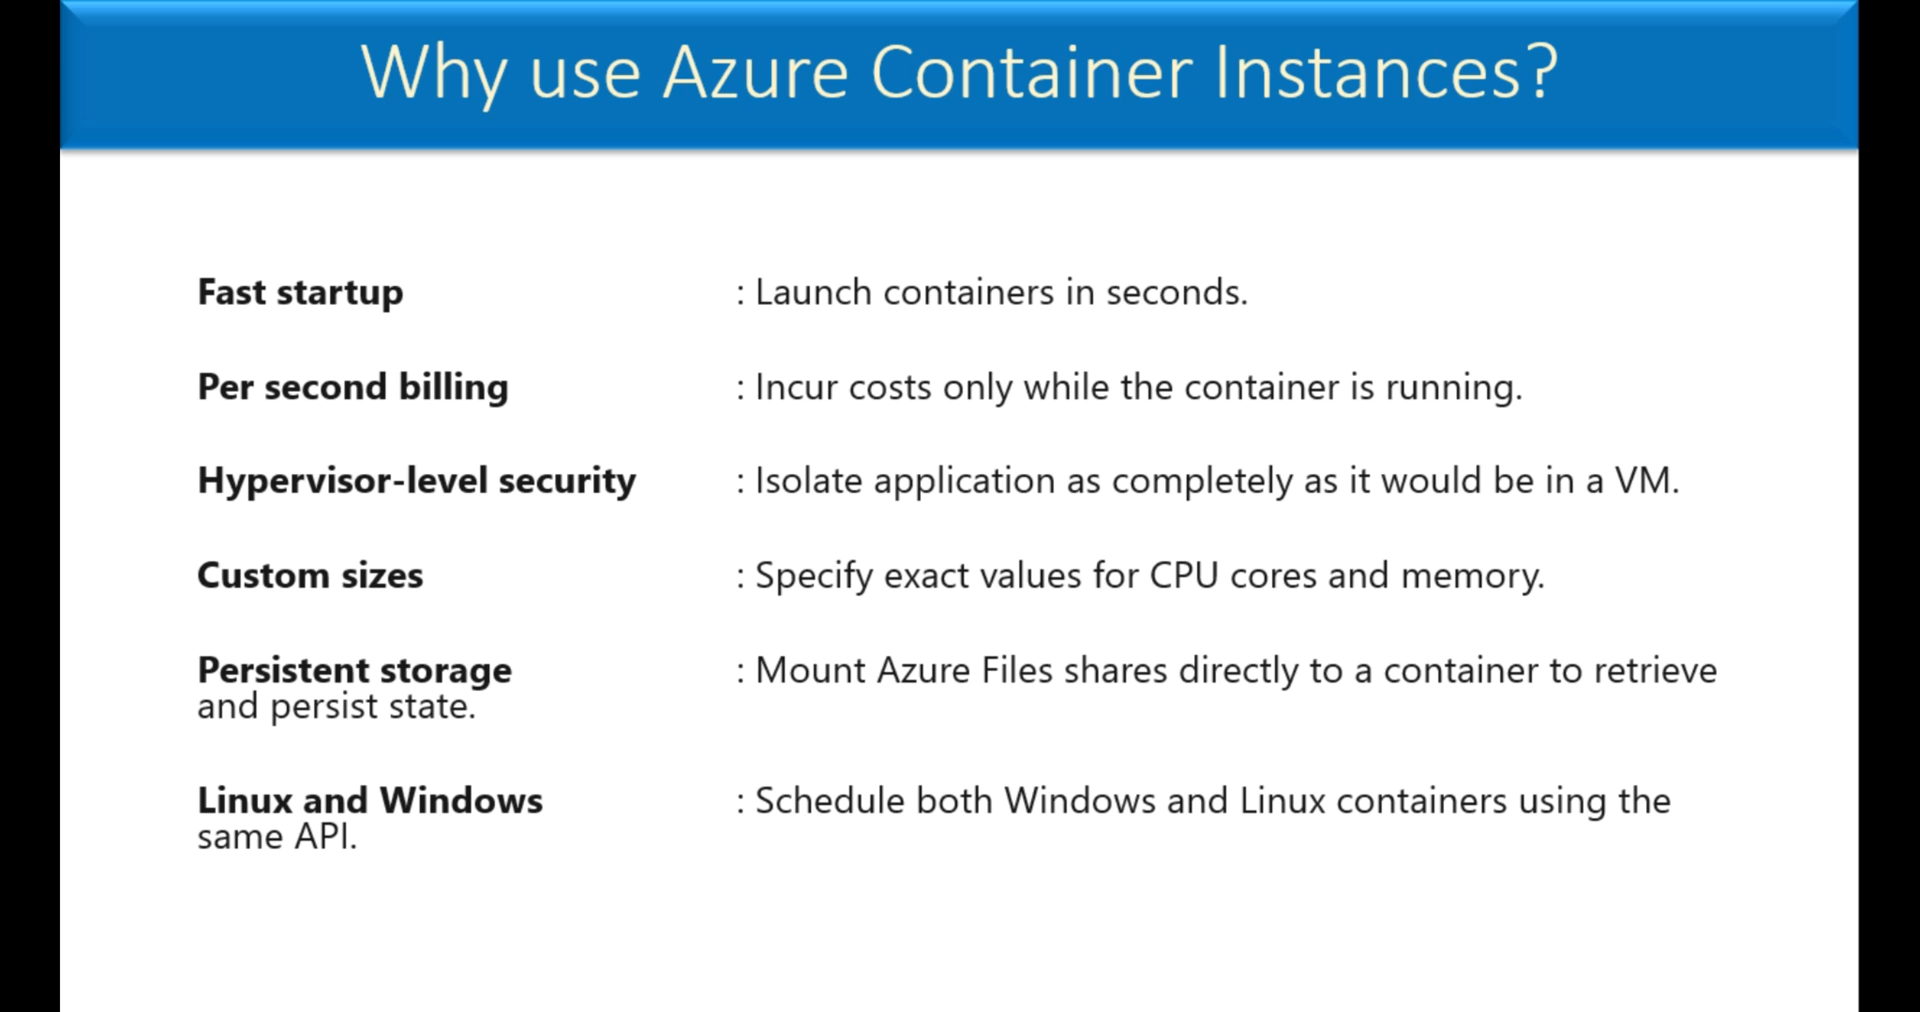 Why use Azure Container Instances?
Fast startup : Launch containers in seconds.
Per second billing : Incur costs only while the container is running.
Hypervisor-level security : Isolate application as completely as it would be in a VM.
Custom sizes : Specify exact values for CPU cores and memory.
Persistent storage : Mount Azure Files shares directly to a container to retrieve
and persist state.
Linux and Windows : Schedule both Windows and Linux containers using the
same API.